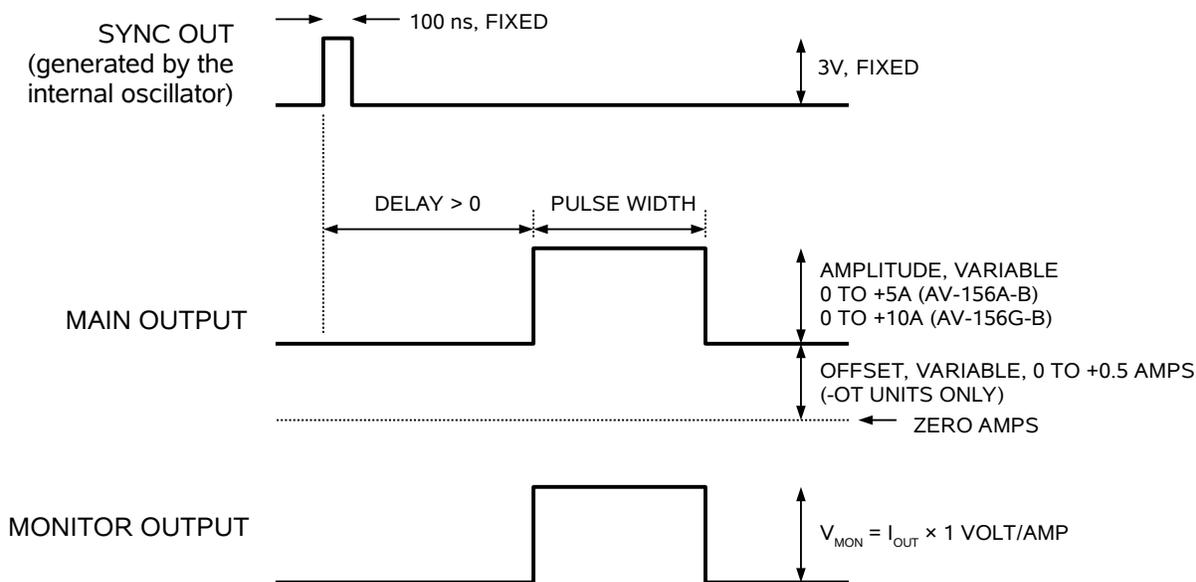 SYNC OUT
(generated by the
internal oscillator)
100 ns, FIXED
3V, FIXED
DELAY > 0
PULSE WIDTH
MAIN OUTPUT
AMPLITUDE, VARIABLE
0 TO +5A (AV-156A-B)
0 TO +10A (AV-156G-B)
OFFSET, VARIABLE, 0 TO +0.5 AMPS
(-OT UNITS ONLY)
ZERO AMPS
MONITOR OUTPUT
V_MON = I_OUT × 1 VOLT/AMP